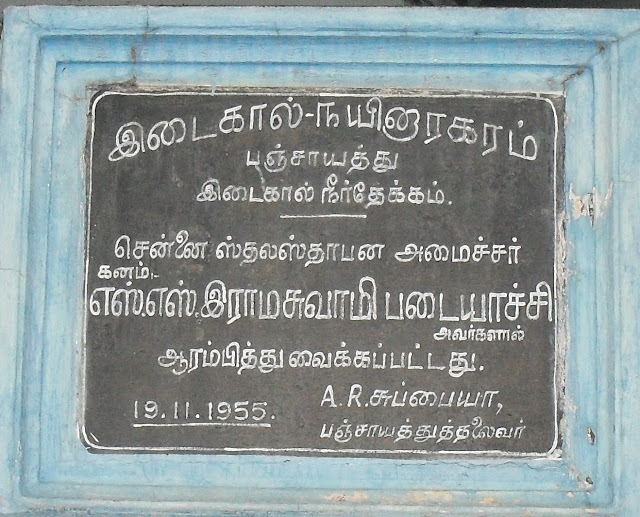 இடைகால்-நயினரகரம்
பஞ்சாயத்து
இடைகால் நீர்தேக்கம்.
சென்னை ஸ்தலஸ்தாபன அமைச்சர்
கனம்.
எஸ்.எஸ்.இராமசுவாமி படையாச்சி
அவர்களால்
ஆரம்பித்து வைக்கப்பட்டது.
19.11.1955.
A.R.சுப்பையா,
பஞ்சாயத்துத்தலைவர்